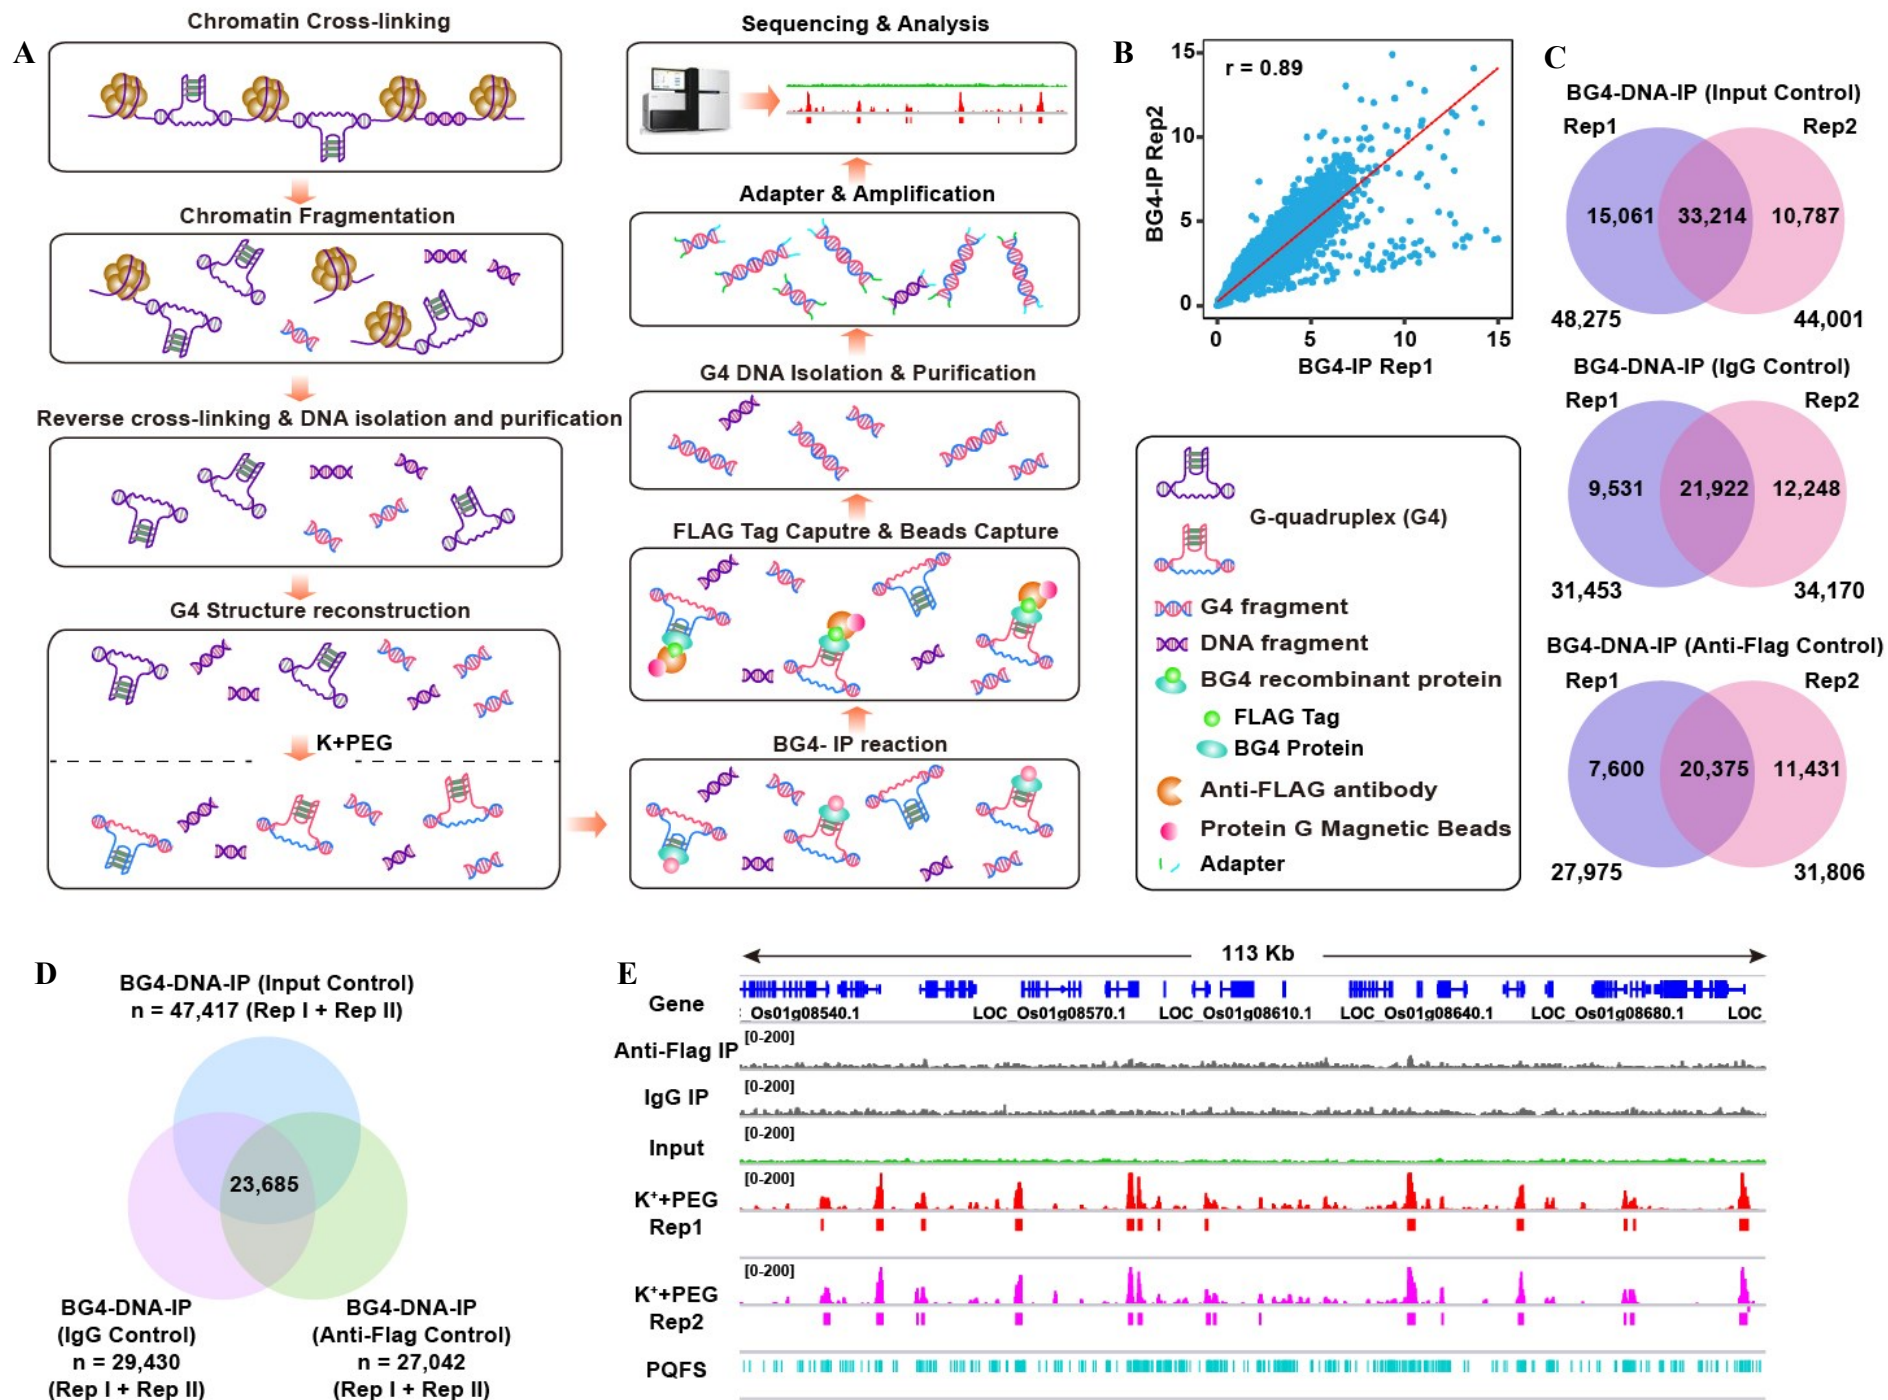 A
Chromatin Cross-linking
Chromatin Fragmentation
Reverse cross-linking & DNA isolation and purification
G4 Structure reconstruction
K+PEG
Sequencing & Analysis
Adapter & Amplification
G4 DNA Isolation & Purification
FLAG Tag Caputre & Beads Capture
BG4- IP reaction
B
r = 0.89
BG4-IP Rep2
15
10
5
0
0
5
10
15
BG4-IP Rep1
G-quadruplex (G4)
G4 fragment
DNA fragment
BG4 recombinant protein
FLAG Tag
BG4 Protein
Anti-FLAG antibody
Protein G Magnetic Beads
Adapter
C
BG4-DNA-IP (Input Control)
Rep1
Rep2
15,061
33,214
10,787
48,275
44,001
BG4-DNA-IP (IgG Control)
Rep1
Rep2
9,531
21,922
12,248
31,453
34,170
BG4-DNA-IP (Anti-Flag Control)
Rep1
Rep2
7,600
20,375
11,431
27,975
31,806
D
BG4-DNA-IP (Input Control)
n = 47,417 (Rep I + Rep II)
23,685
BG4-DNA-IP
(IgG Control)
n = 29,430
(Rep I + Rep II)
BG4-DNA-IP
(Anti-Flag Control)
n = 27,042
(Rep I + Rep II)
E
113 Kb
Gene
Os01g08540.1
LOC_Os01g08570.1
LOC_Os01g08610.1
LOC_Os01g08640.1
LOC_Os01g08680.1
LOC
Anti-Flag IP
[0-200]
IgG IP
[0-200]
Input
[0-200]
K⁺+PEG
Rep1
[0-200]
K⁺+PEG
Rep2
[0-200]
PQFS